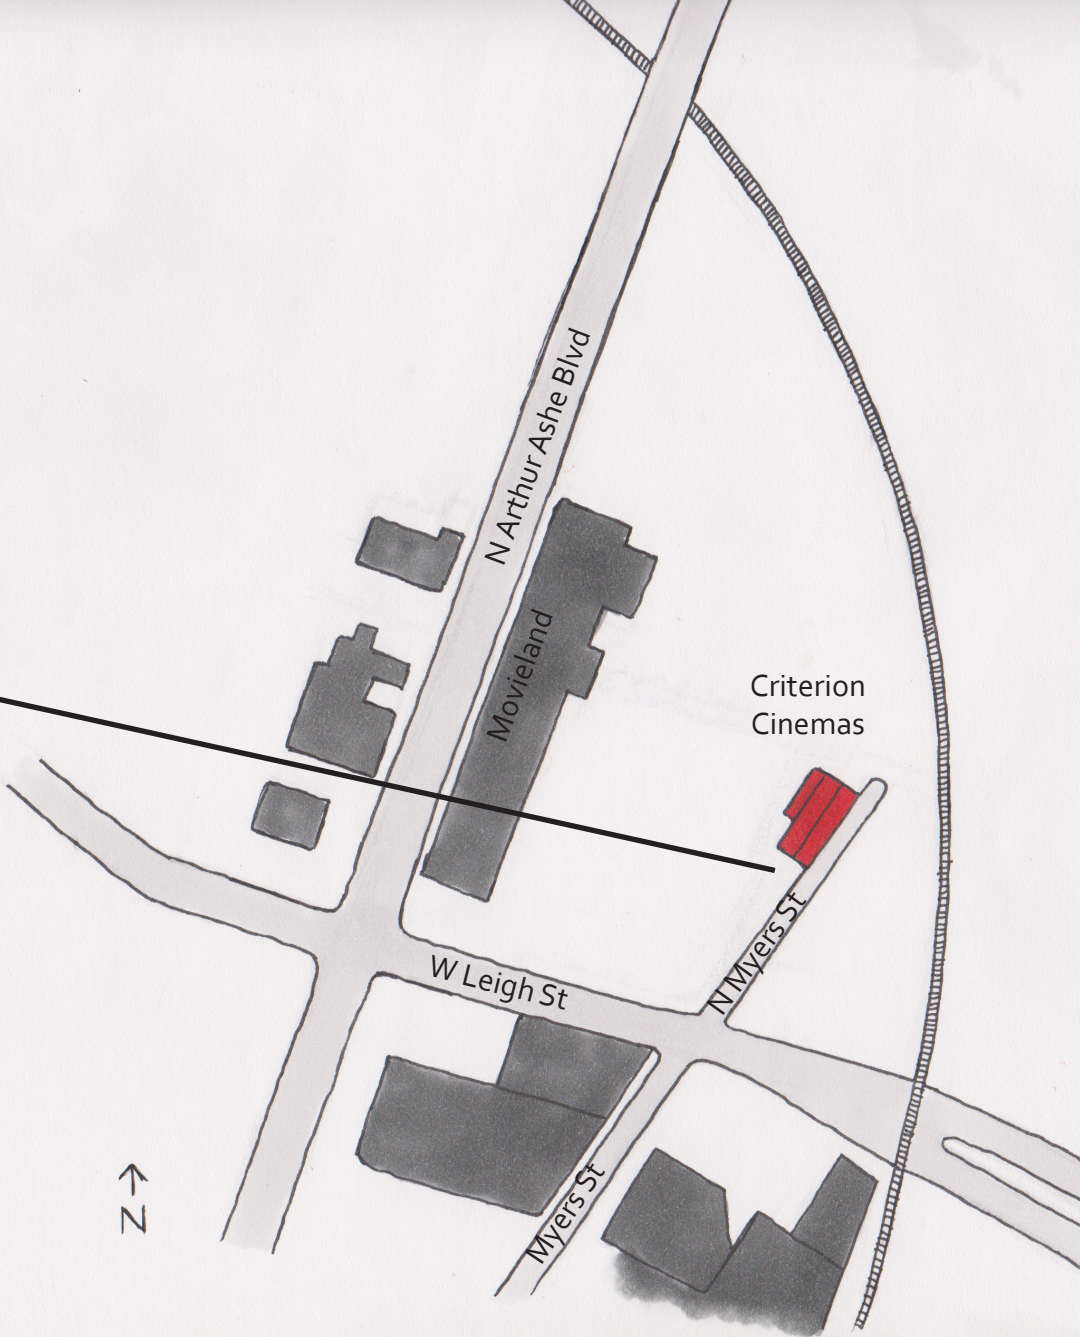 N Arthur Ashe Blvd
Movieland
Criterion
Cinemas
N Myers St
W Leigh St
Myers St
N